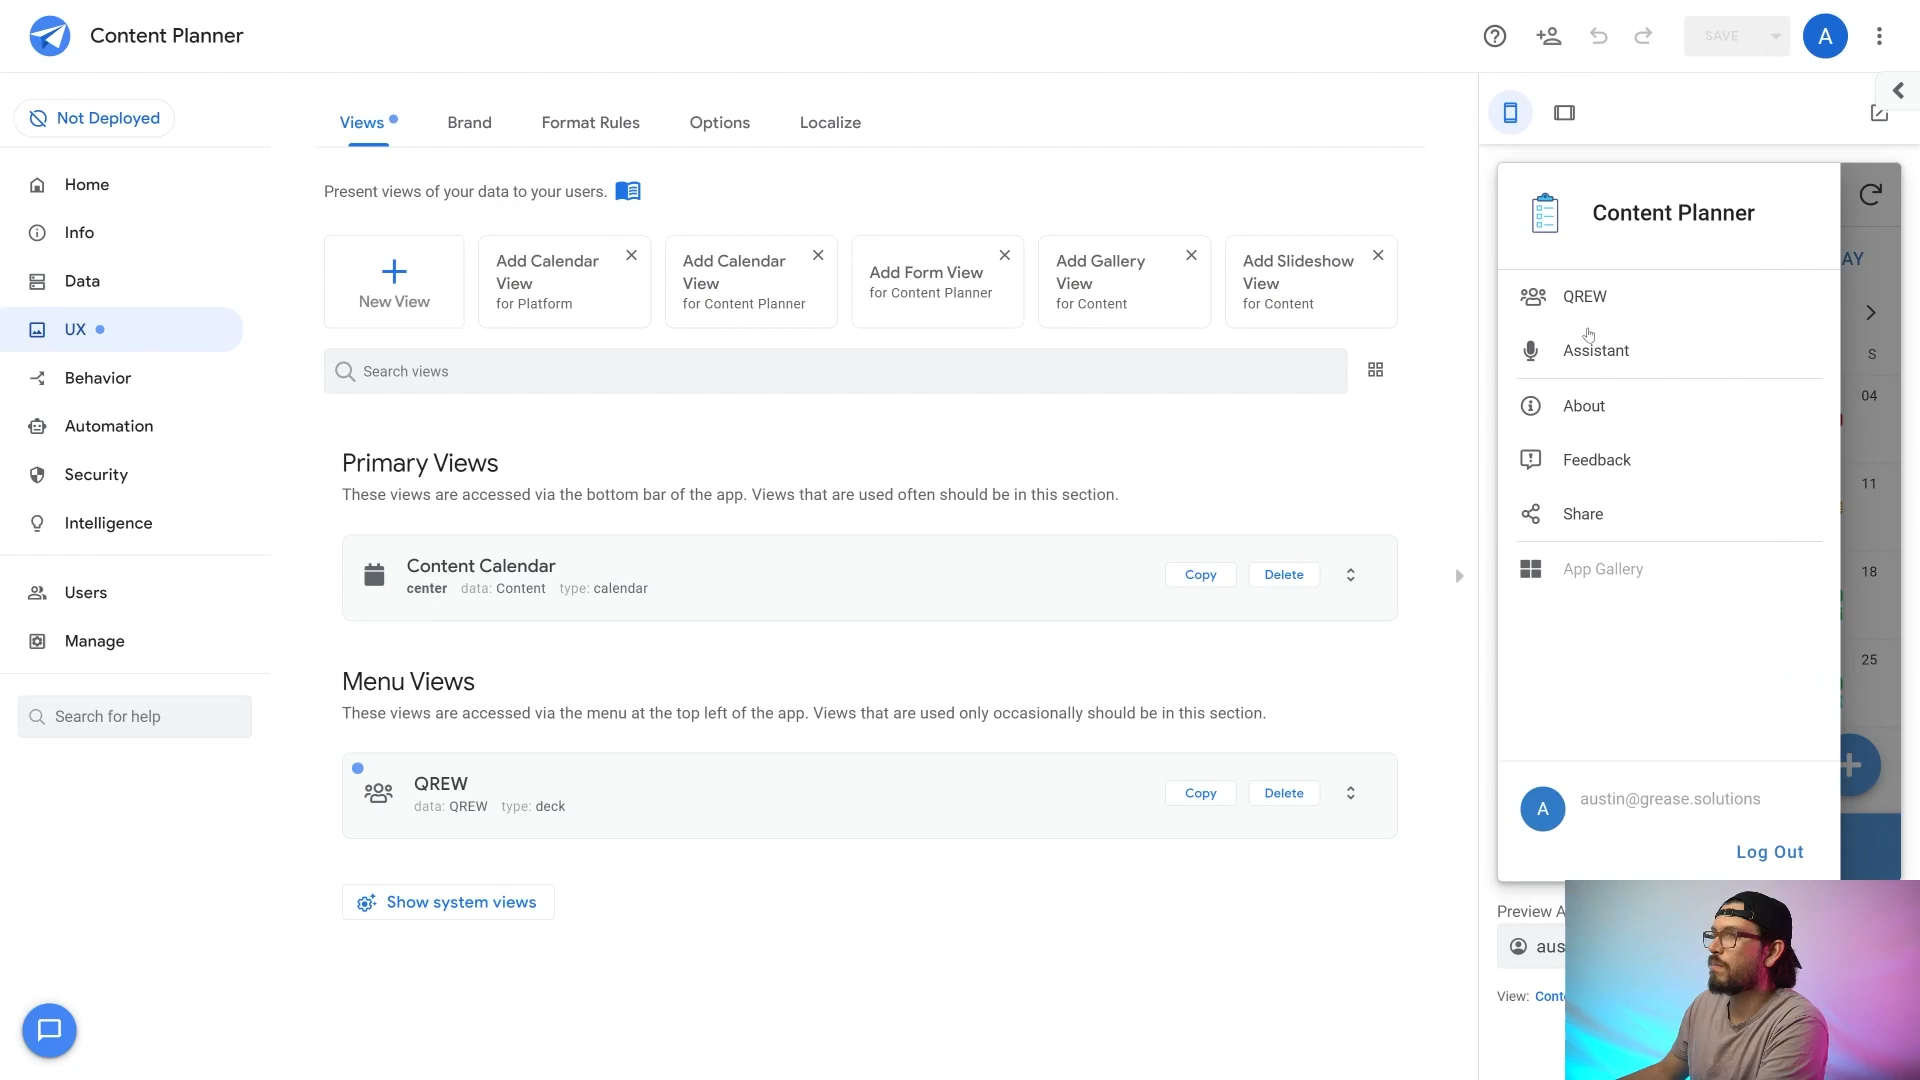 Content Planner
SAVE
A
Not Deployed
Home
Info
Data
UX
Behavior
Automation
Security
Intelligence
Users
Manage
Search for help
Views
Brand
Format Rules
Options
Localize
Present views of your data to your users.
New View
Add Calendar
View
for Platform
Add Calendar
View
for Content Planner
Add Form View
for Content Planner
Add Gallery
View
for Content
Add Slideshow
View
for Content
Search views
Primary Views
These views are accessed via the bottom bar of the app. Views that are used often should be in this section.
Content Calendar
center data: Content type: calendar
Copy
Delete
Menu Views
These views are accessed via the menu at the top left of the app. Views that are used only occasionally should be in this section.
QREW
data: QREW type: deck
Copy
Delete
Show system views
Content Planner
QREW
Assistant
About
Feedback
Share
App Gallery
A
austin@grease.solutions
Log Out
AY
S
04
11
18
25
Preview A
aus
View: Conte